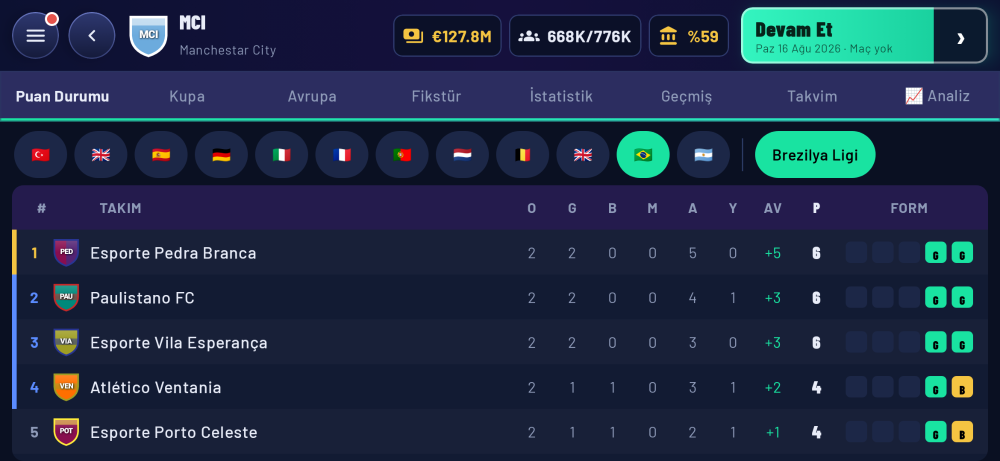 MCI
MCI
Manchestar City
€127.8M
668K/776K
%59
Devam Et
Paz 16 Ağu 2026 · Maç yok
Puan Durumu Kupa Avrupa Fikstür İstatistik Geçmiş Takvim Analiz
Brezilya Ligi
# TAKIM O G B M A Y AV P FORM
1 PED Esporte Pedra Branca 2 2 0 0 5 0 +5 6 G G
2 PAU Paulistano FC 2 2 0 0 4 1 +3 6 G G
3 VIA Esporte Vila Esperança 2 2 0 0 3 0 +3 6 G G
4 VEN Atlético Ventania 2 1 1 0 3 1 +2 4 G B
5 POT Esporte Porto Celeste 2 1 1 0 2 1 +1 4 G B